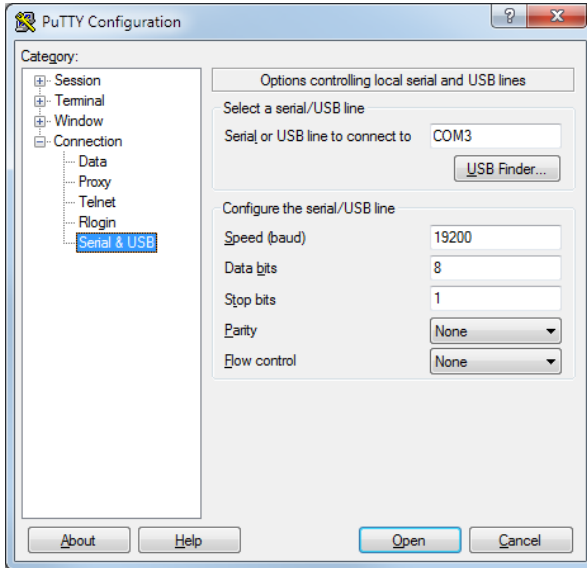 PuTTY Configuration
Category:
Session
Terminal
Window
Connection
Data
Proxy
Telnet
Rlogin
Serial & USB
Options controlling local serial and USB lines
Select a serial/USB line
Serial or USB line to connect to COM3
USB Finder...
Configure the serial/USB line
Speed (baud) 19200
Data bits 8
Stop bits 1
Parity None
Flow control None
About Help Open Cancel